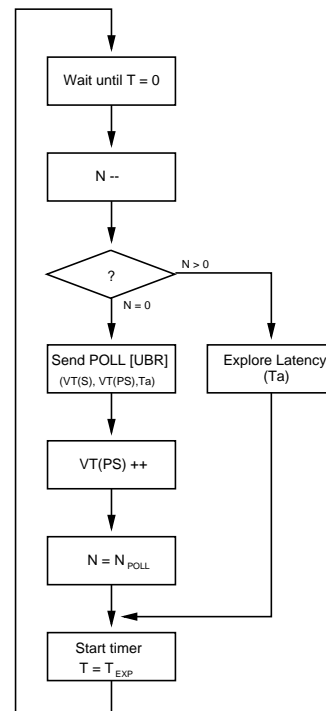 Wait until T = 0
N --
?
N > 0
N = 0
Send POLL [UBR]
(VT(S), VT(PS),Ta)
Explore Latency
(Ta)
VT(PS) ++
N = N POLL
Start timer
T = T EXP